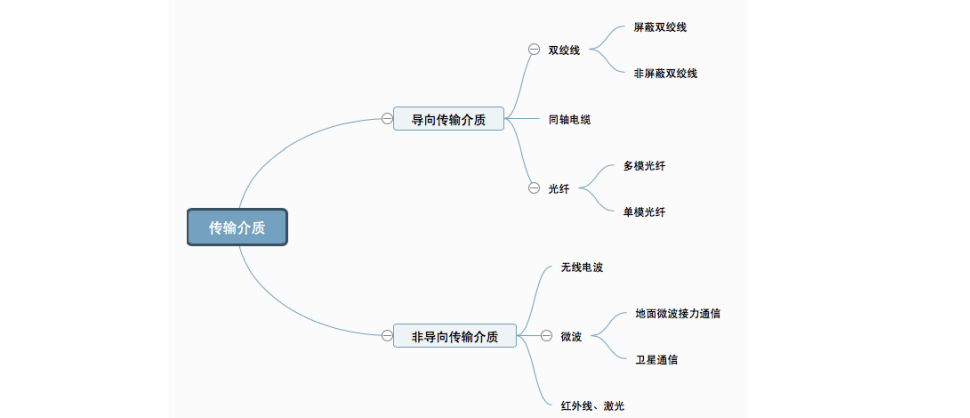 传输介质
导向传输介质
双绞线
屏蔽双绞线
非屏蔽双绞线
同轴电缆
光纤
多模光纤
单模光纤
非导向传输介质
无线电波
微波
地面微波接力通信
卫星通信
红外线、激光